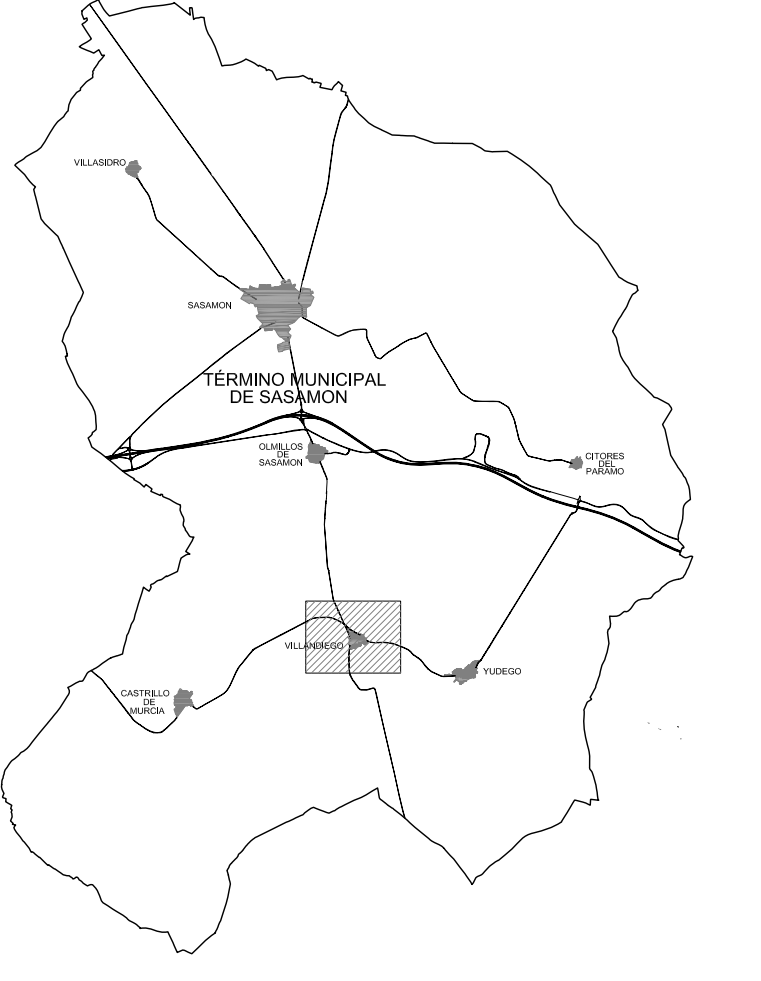 VILLASIDRO
SASAMON
TÉRMINO MUNICIPAL
DE SASAMON
OLMILLOS
DE
SASAMON
CITORES
DEL
PARAMO
VILLANDIEGO
YUDEGO
CASTRILLO
DE
MURCIA